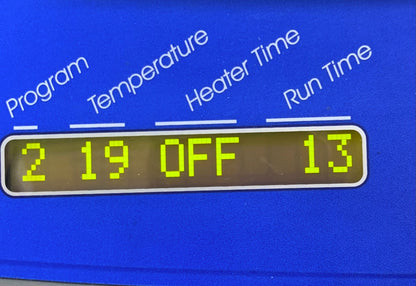 Program Temperature Heater Time Run Time
2 19 OFF 13